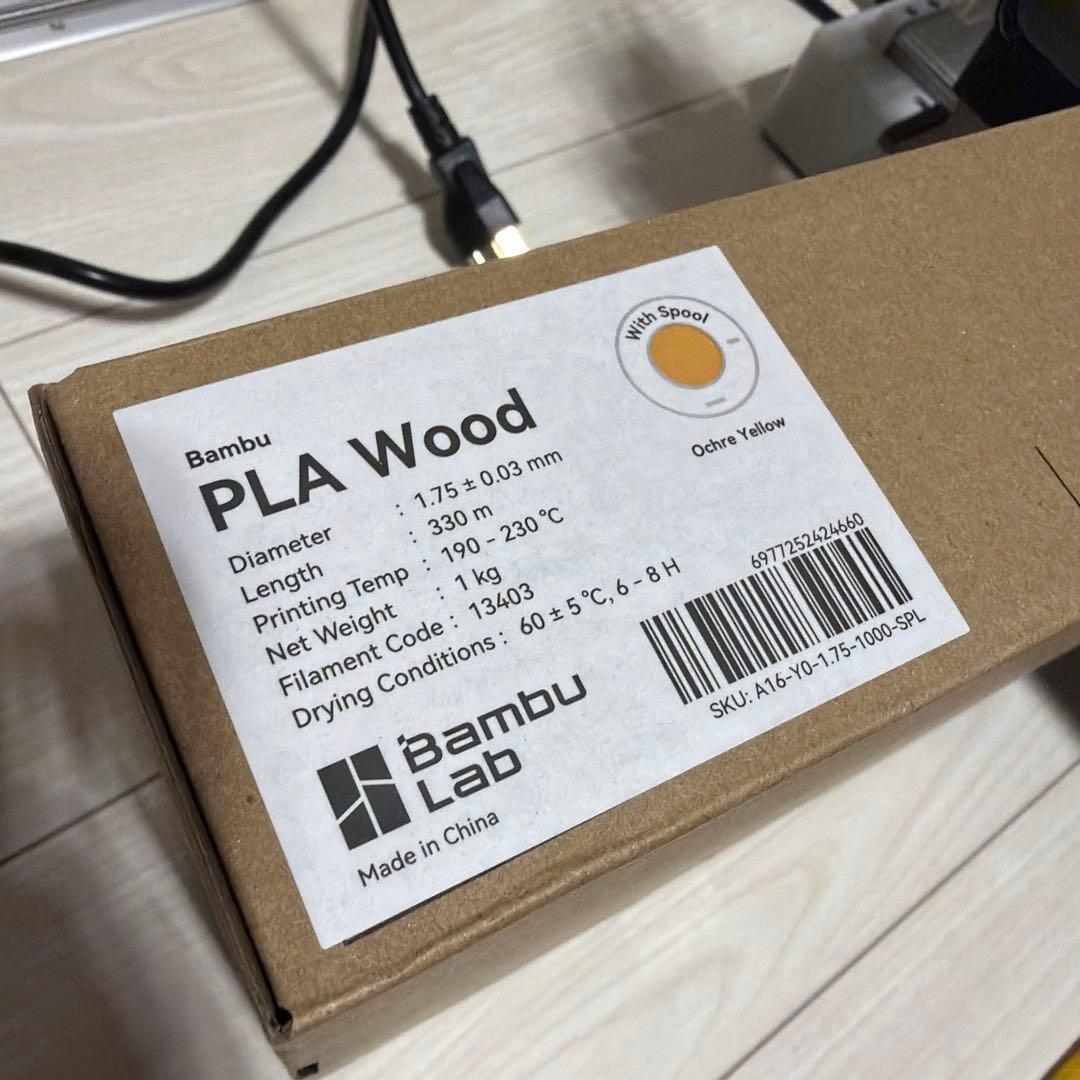 With Spool
Ochre Yellow
Bambu
PLA Wood
Diameter : 1.75 ± 0.03 mm
Length : 330 m
Printing Temp : 190 - 230 °C
Net Weight : 1 kg
Filament Code : 13403
Drying Conditions : 60 ± 5 °C, 6 - 8 H
6977252424660
SKU: A16-Y0-1.75-1000-SPL
Bambu
Lab
Made in China